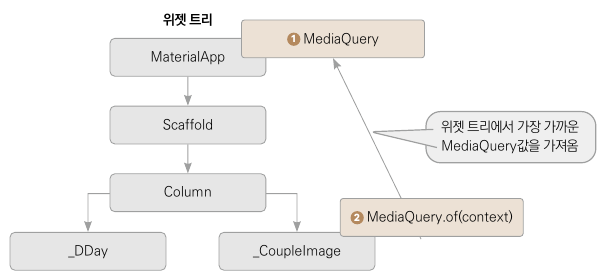 위젯 트리
1 MediaQuery
MaterialApp
Scaffold
위젯 트리에서 가장 가까운
MediaQuery값을 가져옴
Column
2 MediaQuery.of(context)
_DDay
_CoupleImage